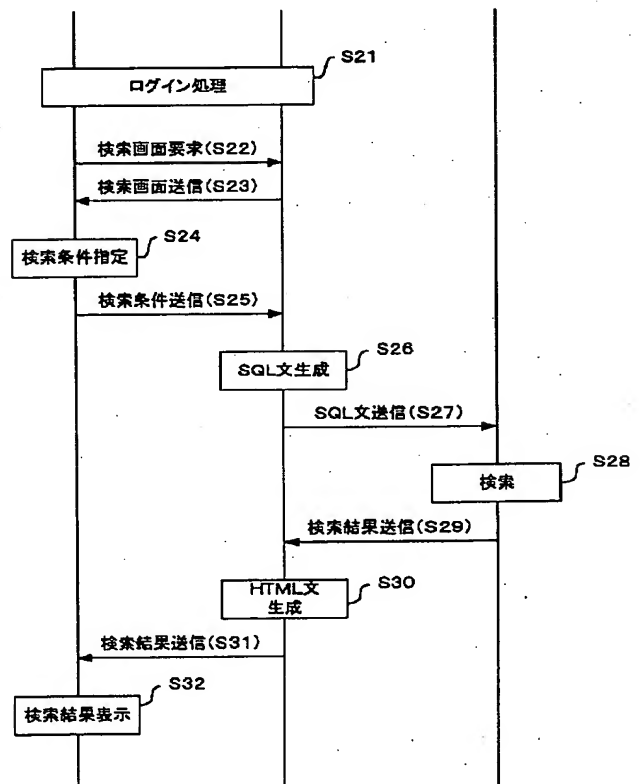 S21
ログイン処理
検索画面要求(S22)
検索画面送信(S23)
S24
検索条件指定
検索条件送信(S25)
S26
SQL文生成
SQL文送信(S27)
S28
検索
検索結果送信(S29)
S30
HTML文
生成
検索結果送信(S31)
S32
検索結果表示